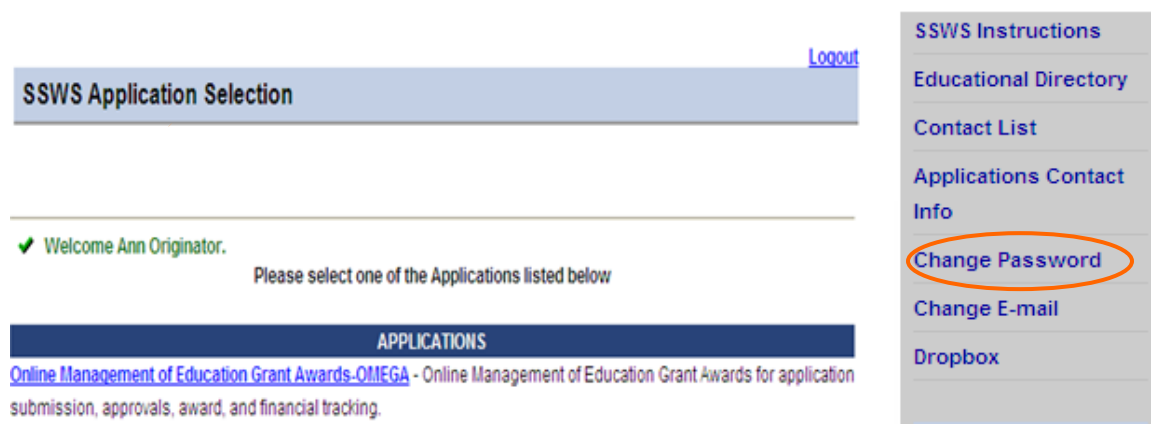 Logout
SSWS Application Selection
Welcome Ann Originator.
Please select one of the Applications listed below
APPLICATIONS
Online Management of Education Grant Awards-OMEGA - Online Management of Education Grant Awards for application
submission, approvals, award, and financial tracking.
SSWS Instructions
Educational Directory
Contact List
Applications Contact
Info
Change Password
Change E-mail
Dropbox